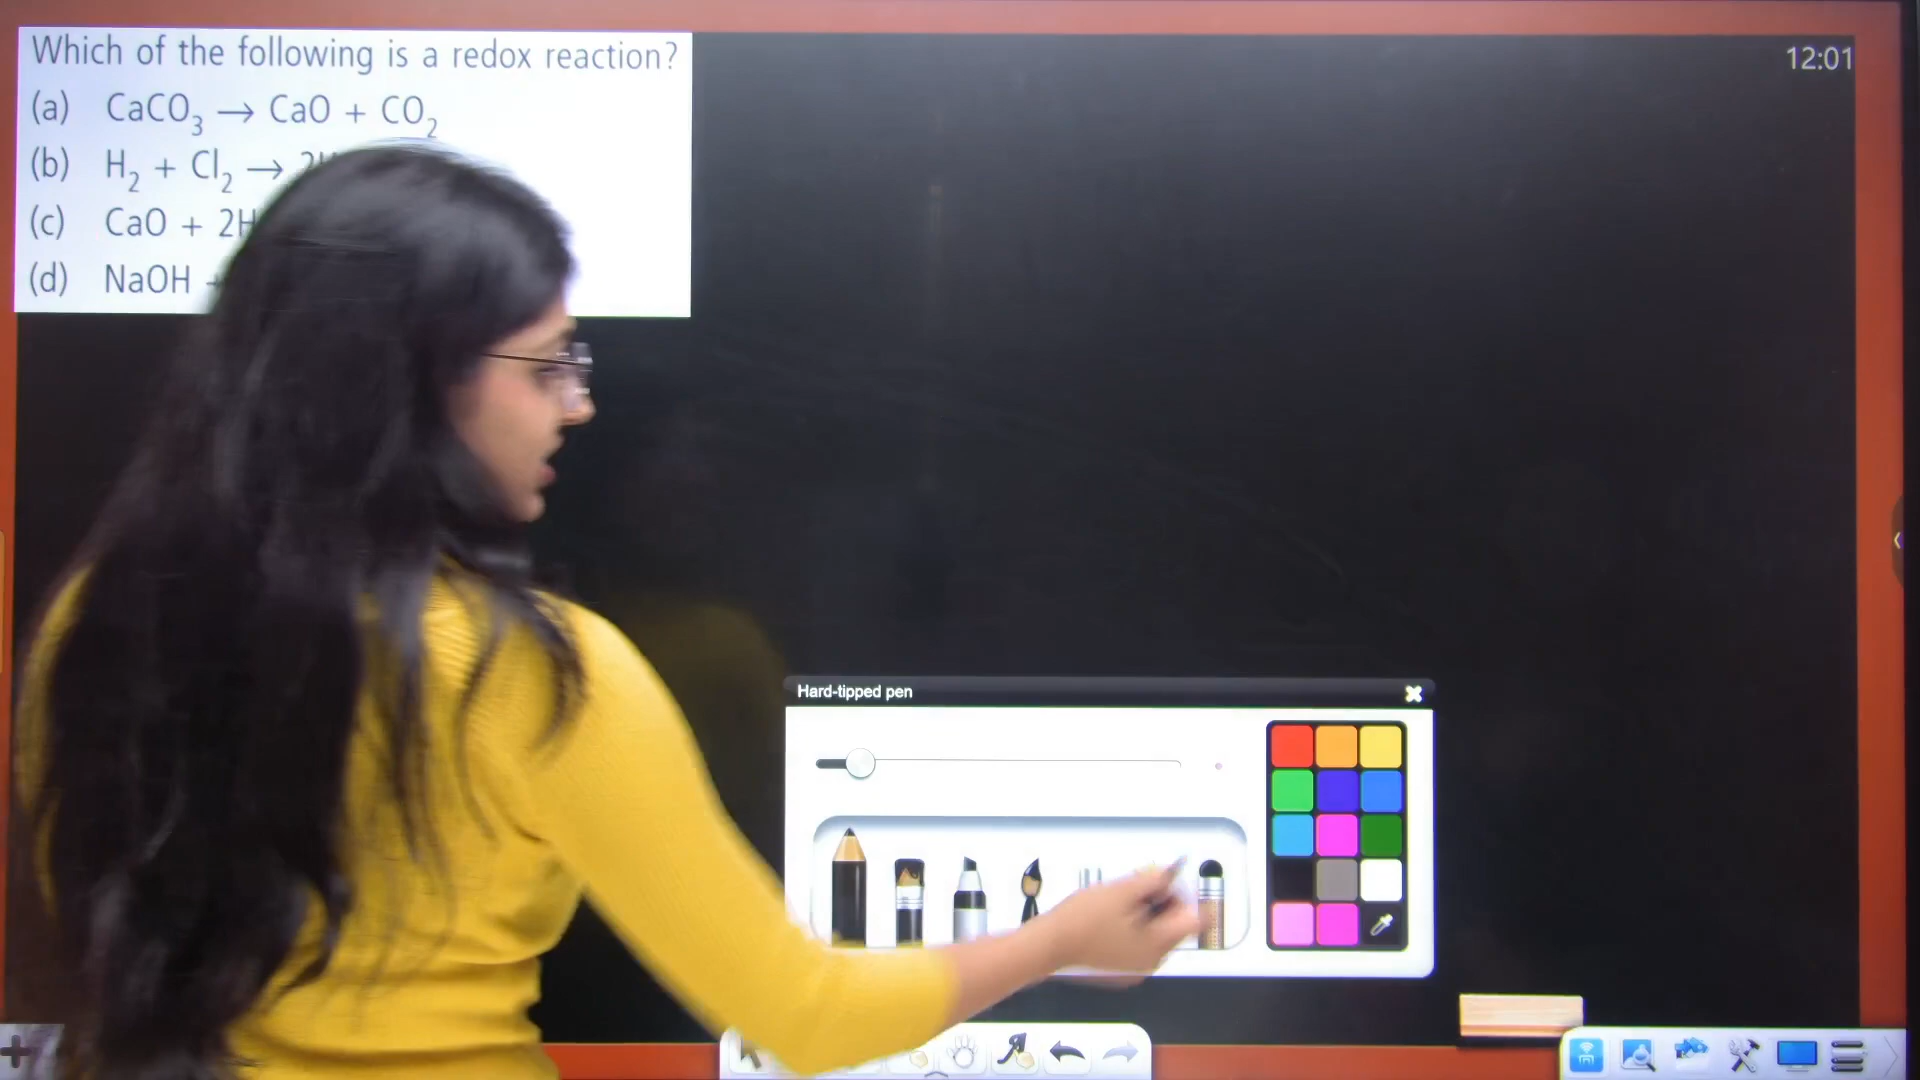 Which of the following is a redox reaction?
(a) CaCO₃ → CaO + CO₂
(b) H₂ + Cl₂ →
(c) CaO +
(d) NaOH
12:01
Hard-tipped pen